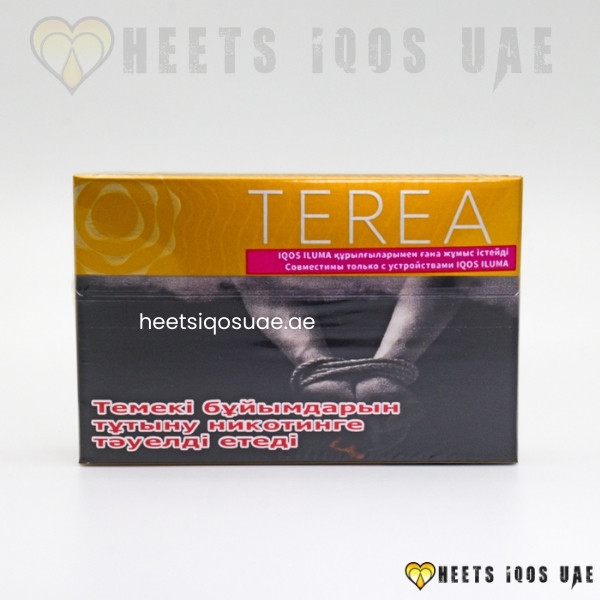 HEETS iQOS UAE
TEREA
IQOS ILUMA құрылғыларымен ғана жұмыс істейді
Совместимы только с устройствами IQOS ILUMA
heetsiqosuae.ae
Темекі бұйымдарын
тұтыну никотинге
тәуелді етеді
HEETS iQOS UAE